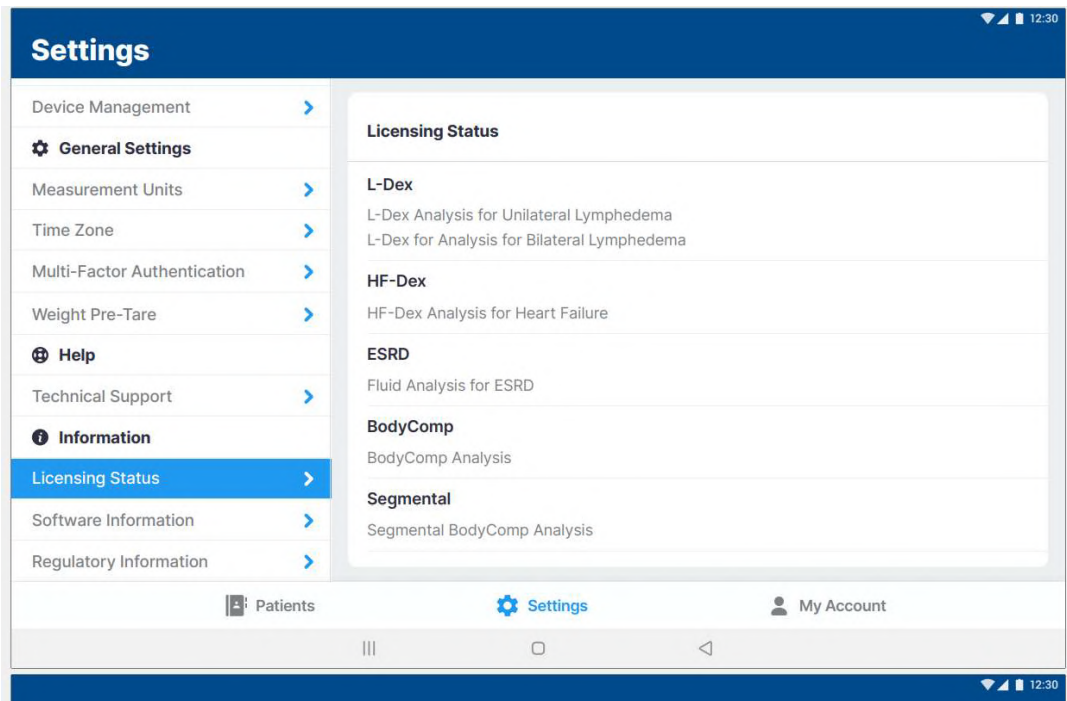 12:30
Settings
Device Management
General Settings
Measurement Units
Time Zone
Multi-Factor Authentication
Weight Pre-Tare
Help
Technical Support
Information
Licensing Status
Software Information
Regulatory Information
Licensing Status
L-Dex
L-Dex Analysis for Unilateral Lymphedema
L-Dex for Analysis for Bilateral Lymphedema
HF-Dex
HF-Dex Analysis for Heart Failure
ESRD
Fluid Analysis for ESRD
BodyComp
BodyComp Analysis
Segmental
Segmental BodyComp Analysis
Patients
Settings
My Account
12:30